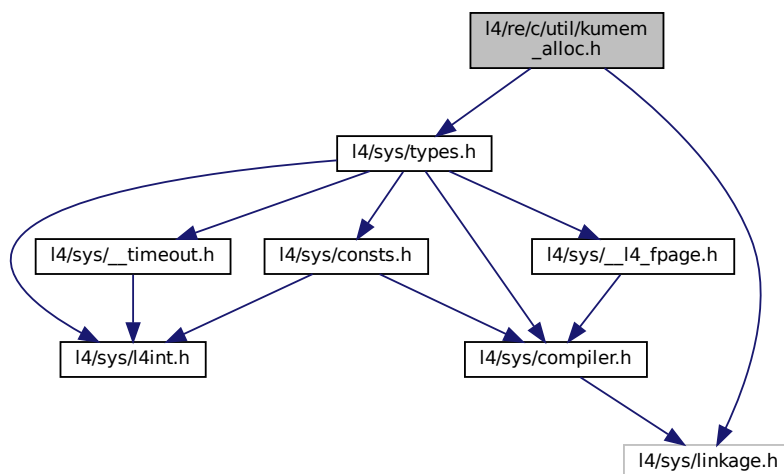 l4/re/c/util/kumem
_alloc.h
l4/sys/types.h
l4/sys/__timeout.h
l4/sys/consts.h
l4/sys/__l4_fpage.h
l4/sys/l4int.h
l4/sys/compiler.h
l4/sys/linkage.h